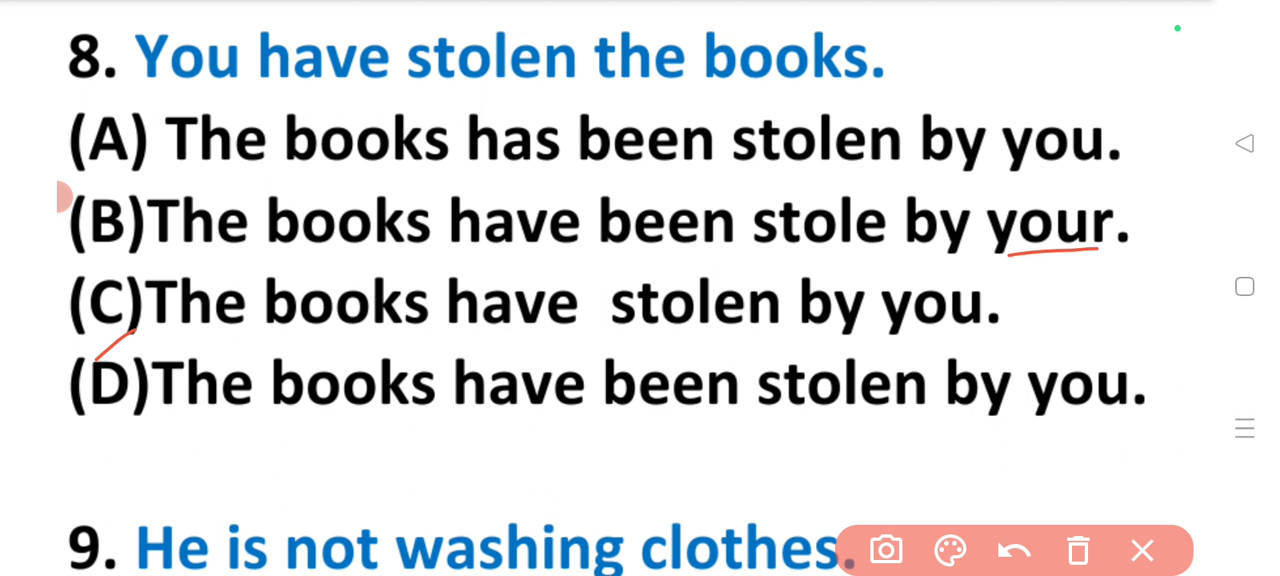 8. You have stolen the books.
(A) The books has been stolen by you.
(B)The books have been stole by your.
(C)The books have stolen by you.
(D)The books have been stolen by you.
9. He is not washing clothes.